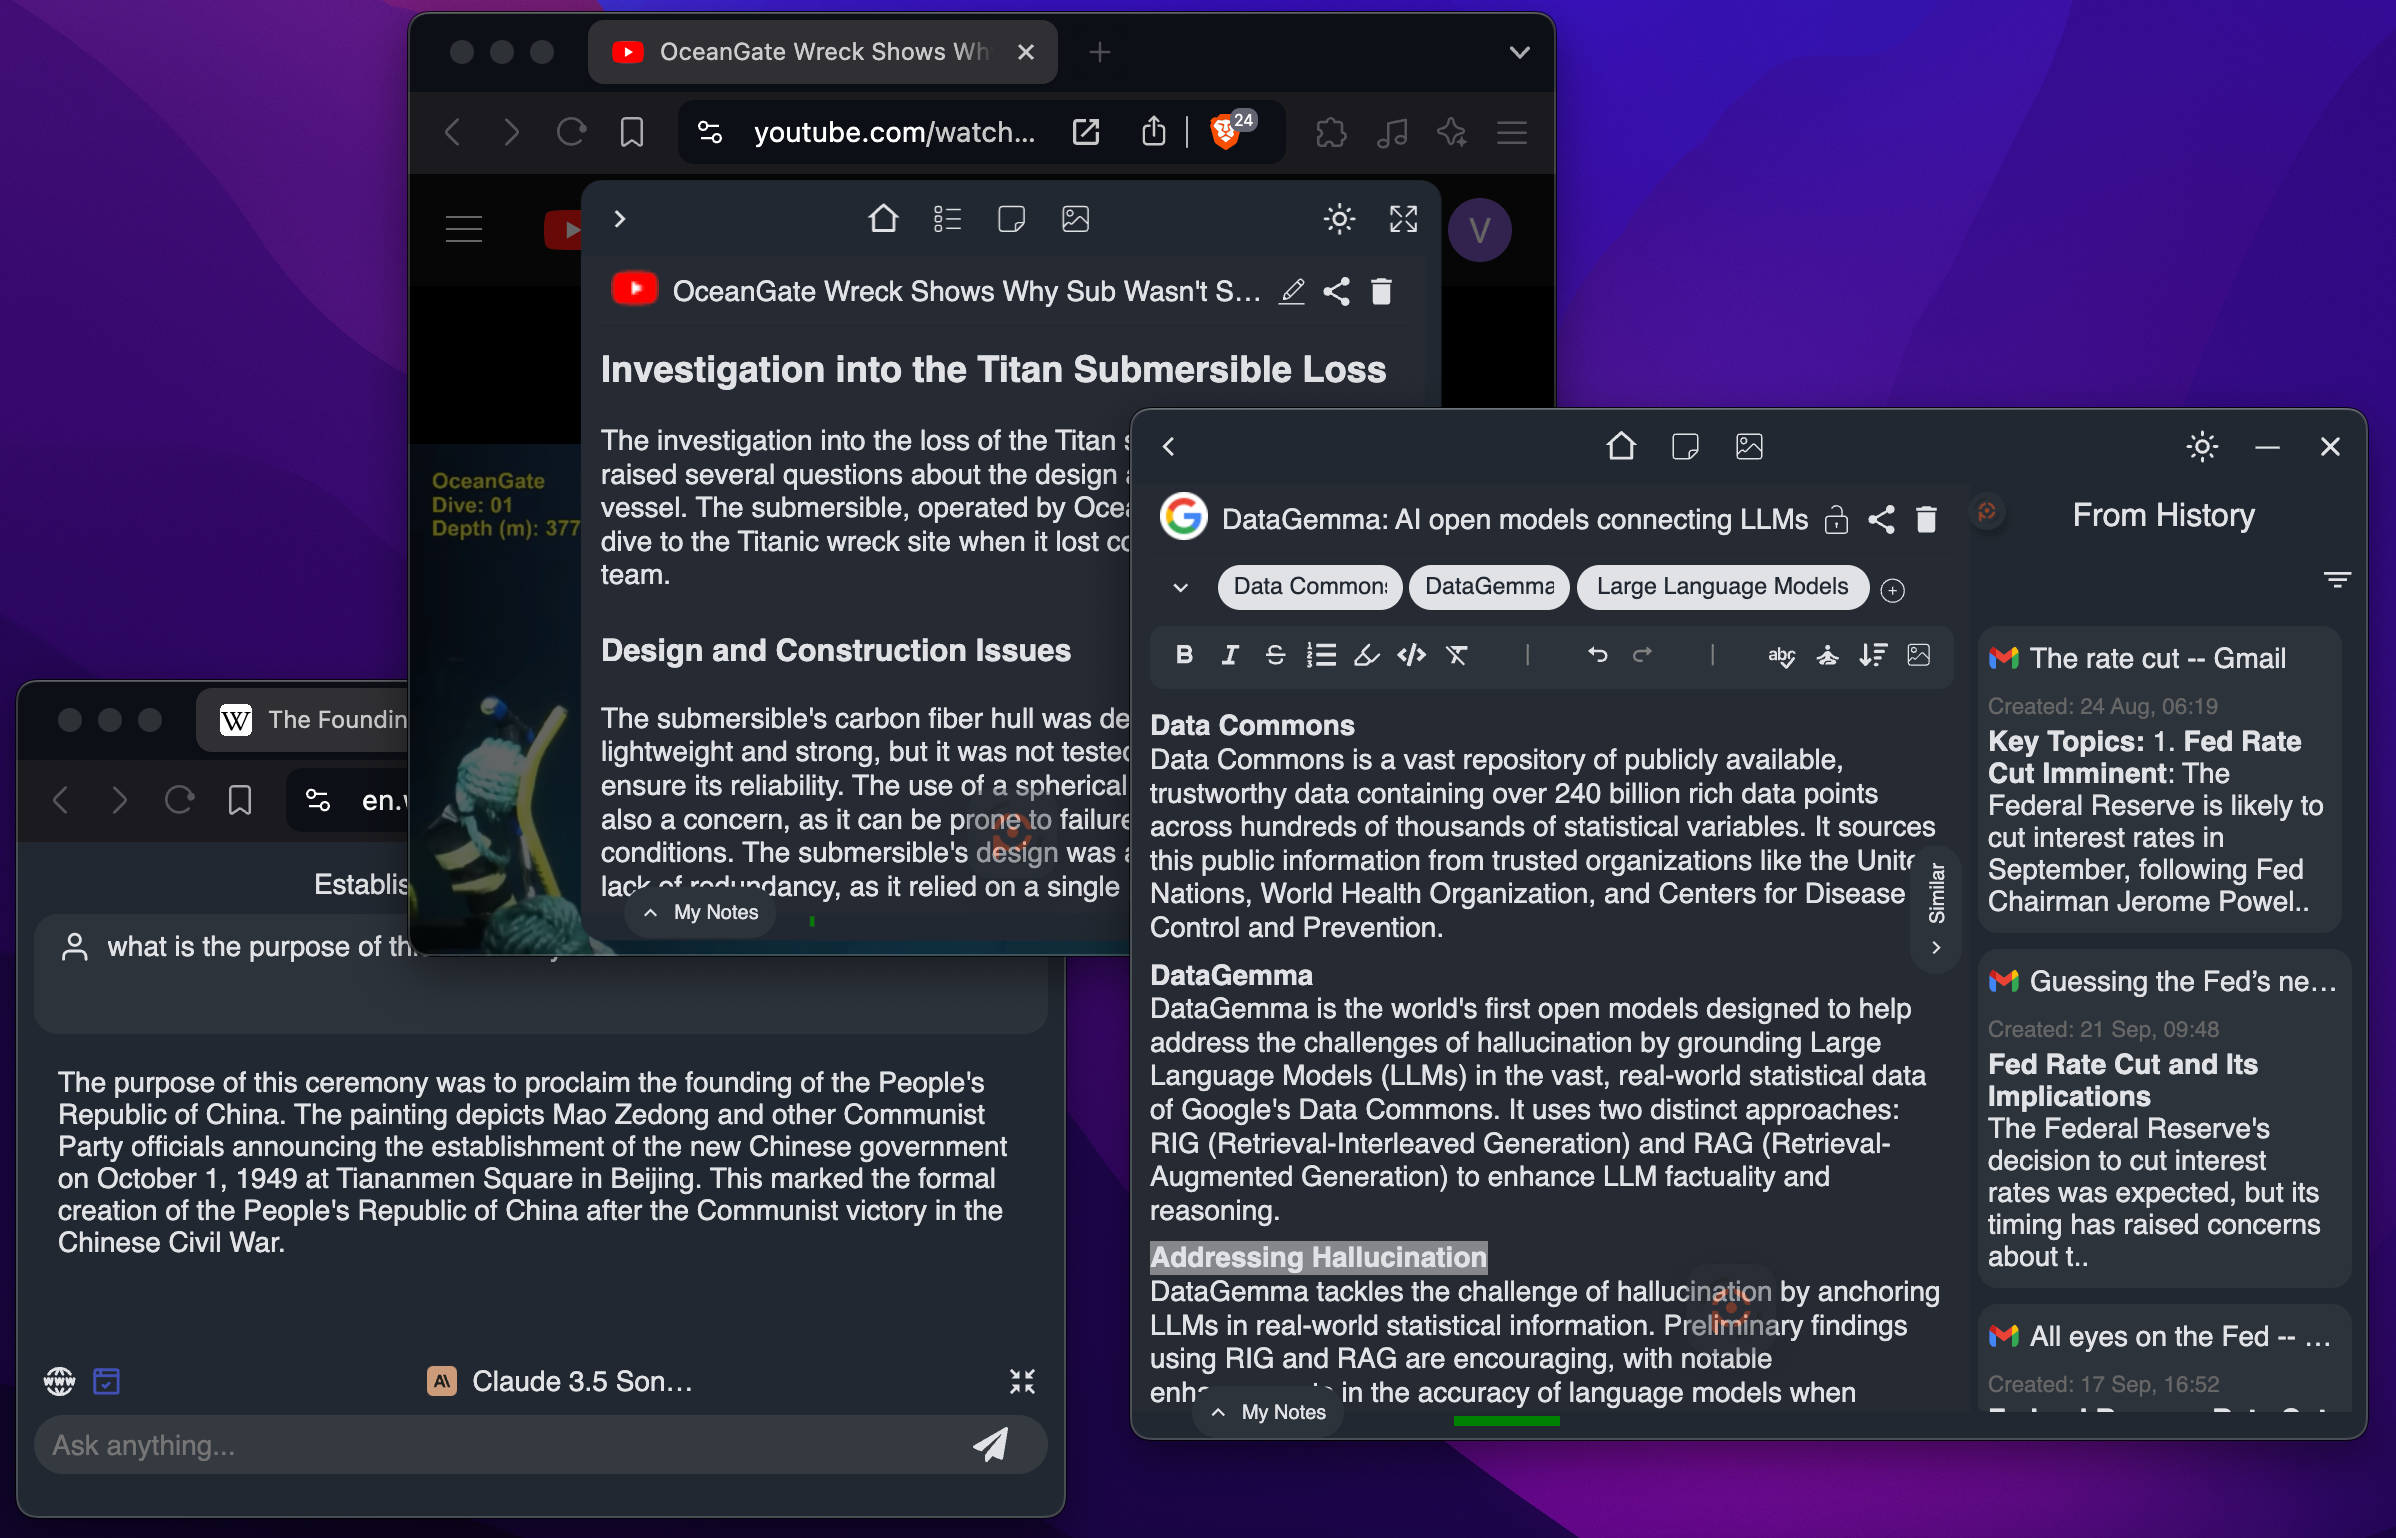 OceanGate Wreck Shows Wh
youtube.com/watch...
24
V
OceanGate Wreck Shows Why Sub Wasn't S...
Investigation into the Titan Submersible Loss
The investigation into the loss of the Titan
raised several questions about the design
vessel. The submersible, operated by
dive to the Titanic wreck site when it lost
team.
Design and Construction Issues
The submersible's carbon fiber hull was
lightweight and strong, but it was not tested
ensure its reliability. The use of a spherical
also a concern, as it can be prone to failure
conditions. The submersible's design was
lack of redundancy, as it relied on a single
My Notes
OceanGate
Dive: 01
Depth (m): 377
W The Foundin
en.
Establis
what is the purpose of
The purpose of this ceremony was to proclaim the founding of the People's
Republic of China. The painting depicts Mao Zedong and other Communist
Party officials announcing the establishment of the new Chinese government
on October 1, 1949 at Tiananmen Square in Beijing. This marked the formal
creation of the People's Republic of China after the Communist victory in the
Chinese Civil War.
Claude 3.5 Son...
Ask anything...
DataGemma: AI open models connecting LLMs
Data Commons
DataGemma
Large Language Models
Data Commons
Data Commons is a vast repository of publicly available,
trustworthy data containing over 240 billion rich data points
across hundreds of thousands of statistical variables. It sources
this public information from trusted organizations like the Unite
Nations, World Health Organization, and Centers for Disease
Control and Prevention.
DataGemma
DataGemma is the world's first open models designed to help
address the challenges of hallucination by grounding Large
Language Models (LLMs) in the vast, real-world statistical data
of Google's Data Commons. It uses two distinct approaches:
RIG (Retrieval-Interleaved Generation) and RAG (Retrieval-
Augmented Generation) to enhance LLM factuality and
reasoning.
Addressing Hallucination
DataGemma tackles the challenge of hallucination by anchoring
LLMs in real-world statistical information. Preliminary findings
using RIG and RAG are encouraging, with notable
in the accuracy of language models when
My Notes
Similar
From History
The rate cut -- Gmail
Created: 24 Aug, 06:19
Key Topics: 1. Fed Rate
Cut Imminent: The
Federal Reserve is likely to
cut interest rates in
September, following Fed
Chairman Jerome Powel..
Guessing the Fed’s ne...
Created: 21 Sep, 09:48
Fed Rate Cut and Its
Implications
The Federal Reserve's
decision to cut interest
rates was expected, but its
timing has raised concerns
about t..
All eyes on the Fed -- ...
Created: 17 Sep, 16:52